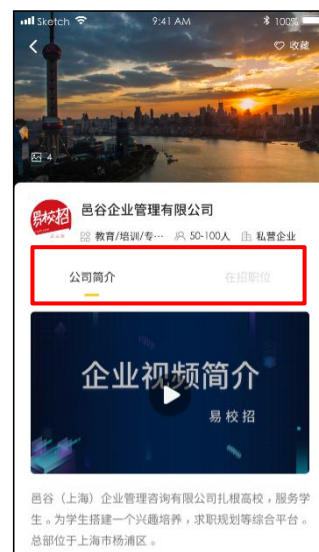 Sketch 9:41 AM 100%
收藏
4
易校招
邑谷企业管理有限公司
教育/培训/专… 50-100人 私营企业
公司简介 在招职位
企业视频简介
易校招
邑谷（上海）企业管理咨询有限公司扎根高校，服务学
生。为学生搭建一个兴趣培养，求职规划等综合平台。
总部位于上海市杨浦区。